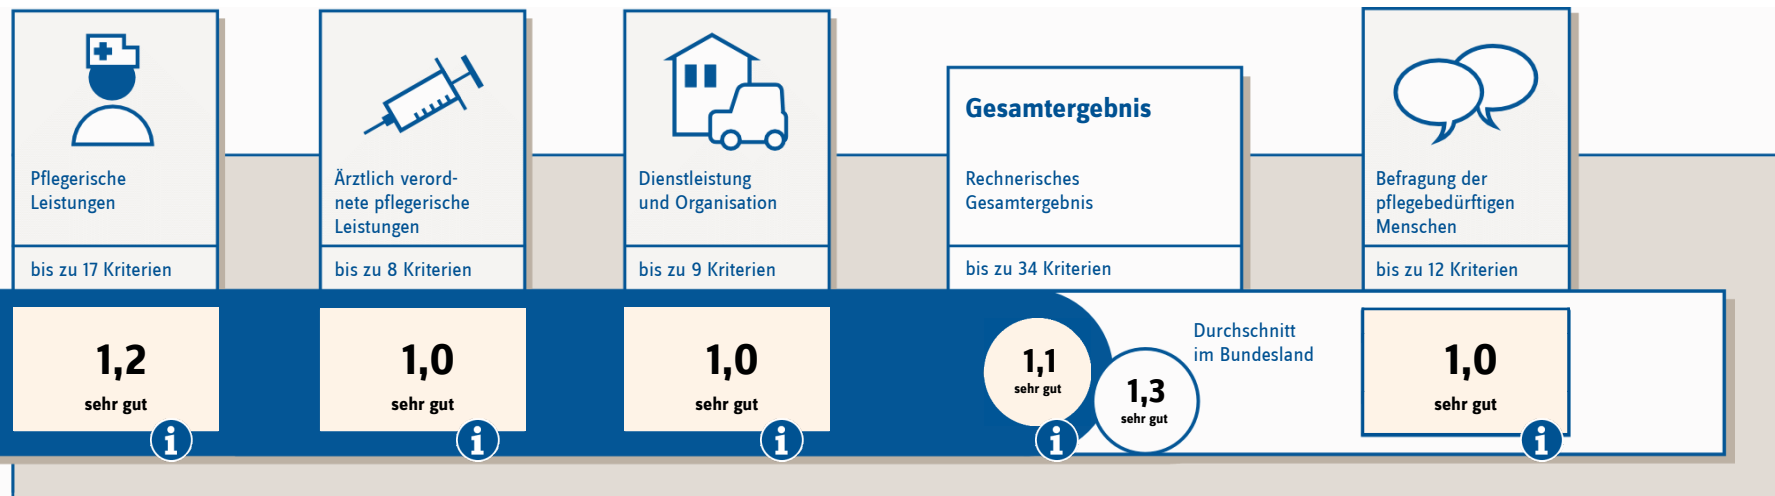 Pflegerische
Leistungen
bis zu 17 Kriterien
1,2
sehr gut
i
Ärztlich verord-
nete pflegerische
Leistungen
bis zu 8 Kriterien
1,0
sehr gut
i
Dienstleistung
und Organisation
bis zu 9 Kriterien
1,0
sehr gut
i
Gesamtergebnis
Rechnerisches
Gesamtergebnis
bis zu 34 Kriterien
1,1
sehr gut
i
1,3
sehr gut
Durchschnitt
im Bundesland
Befragung der
pflegebedürftigen
Menschen
bis zu 12 Kriterien
1,0
sehr gut
i